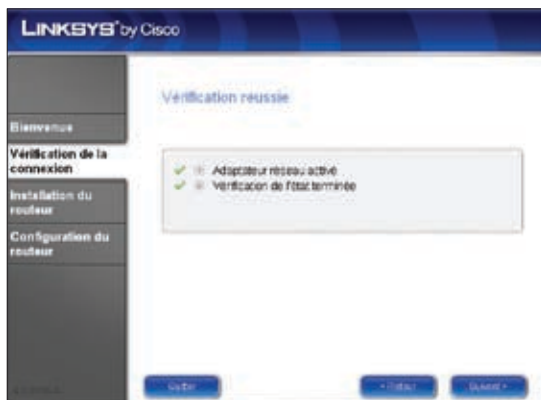 LINKSYS® by Cisco
Vérification réussie
Bienvenue
Vérification de la
connexion
Installation du
routeur
Configuration du
routeur
Adaptateur réseau activé
Vérification de l'état terminée
Quitter
Retour
Suivant